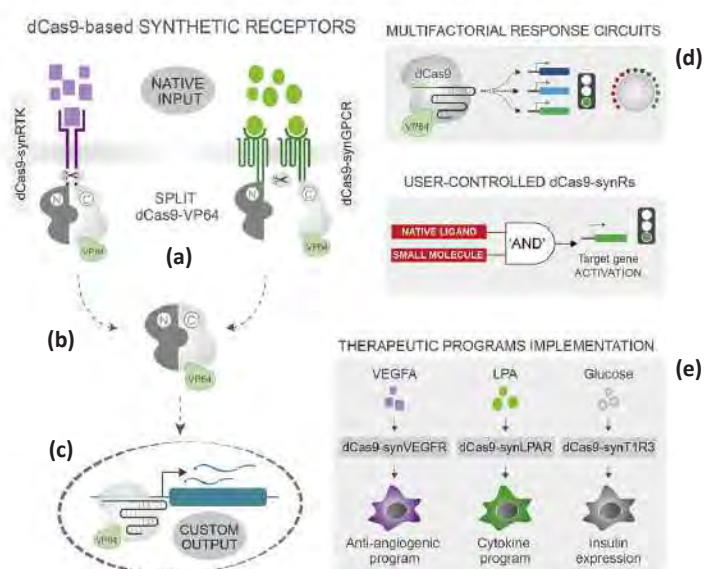 dCas9-based SYNTHETIC RECEPTORS
NATIVE
INPUT
dCas9-synRTK
dCas9-synGPCR
N
C
VP64
SPLIT
dCas9-VP64
N
C
VP64
(a)
(b)
N
C
VP64
(c)
VP64
CUSTOM
OUTPUT
MULTIFACTORIAL RESPONSE CIRCUITS
(d)
dCas9
VP64
USER-CONTROLLED dCas9-synRs
NATIVE LIGAND
SMALL MOLECULE
'AND'
Target gene
ACTIVATION
THERAPEUTIC PROGRAMS IMPLEMENTATION
(e)
VEGFA
LPA
Glucose
dCas9-synVEGFR
dCas9-synLPAR
dCas9-synT1R3
Anti-angiogenic
program
Cytokine
program
Insulin
expression